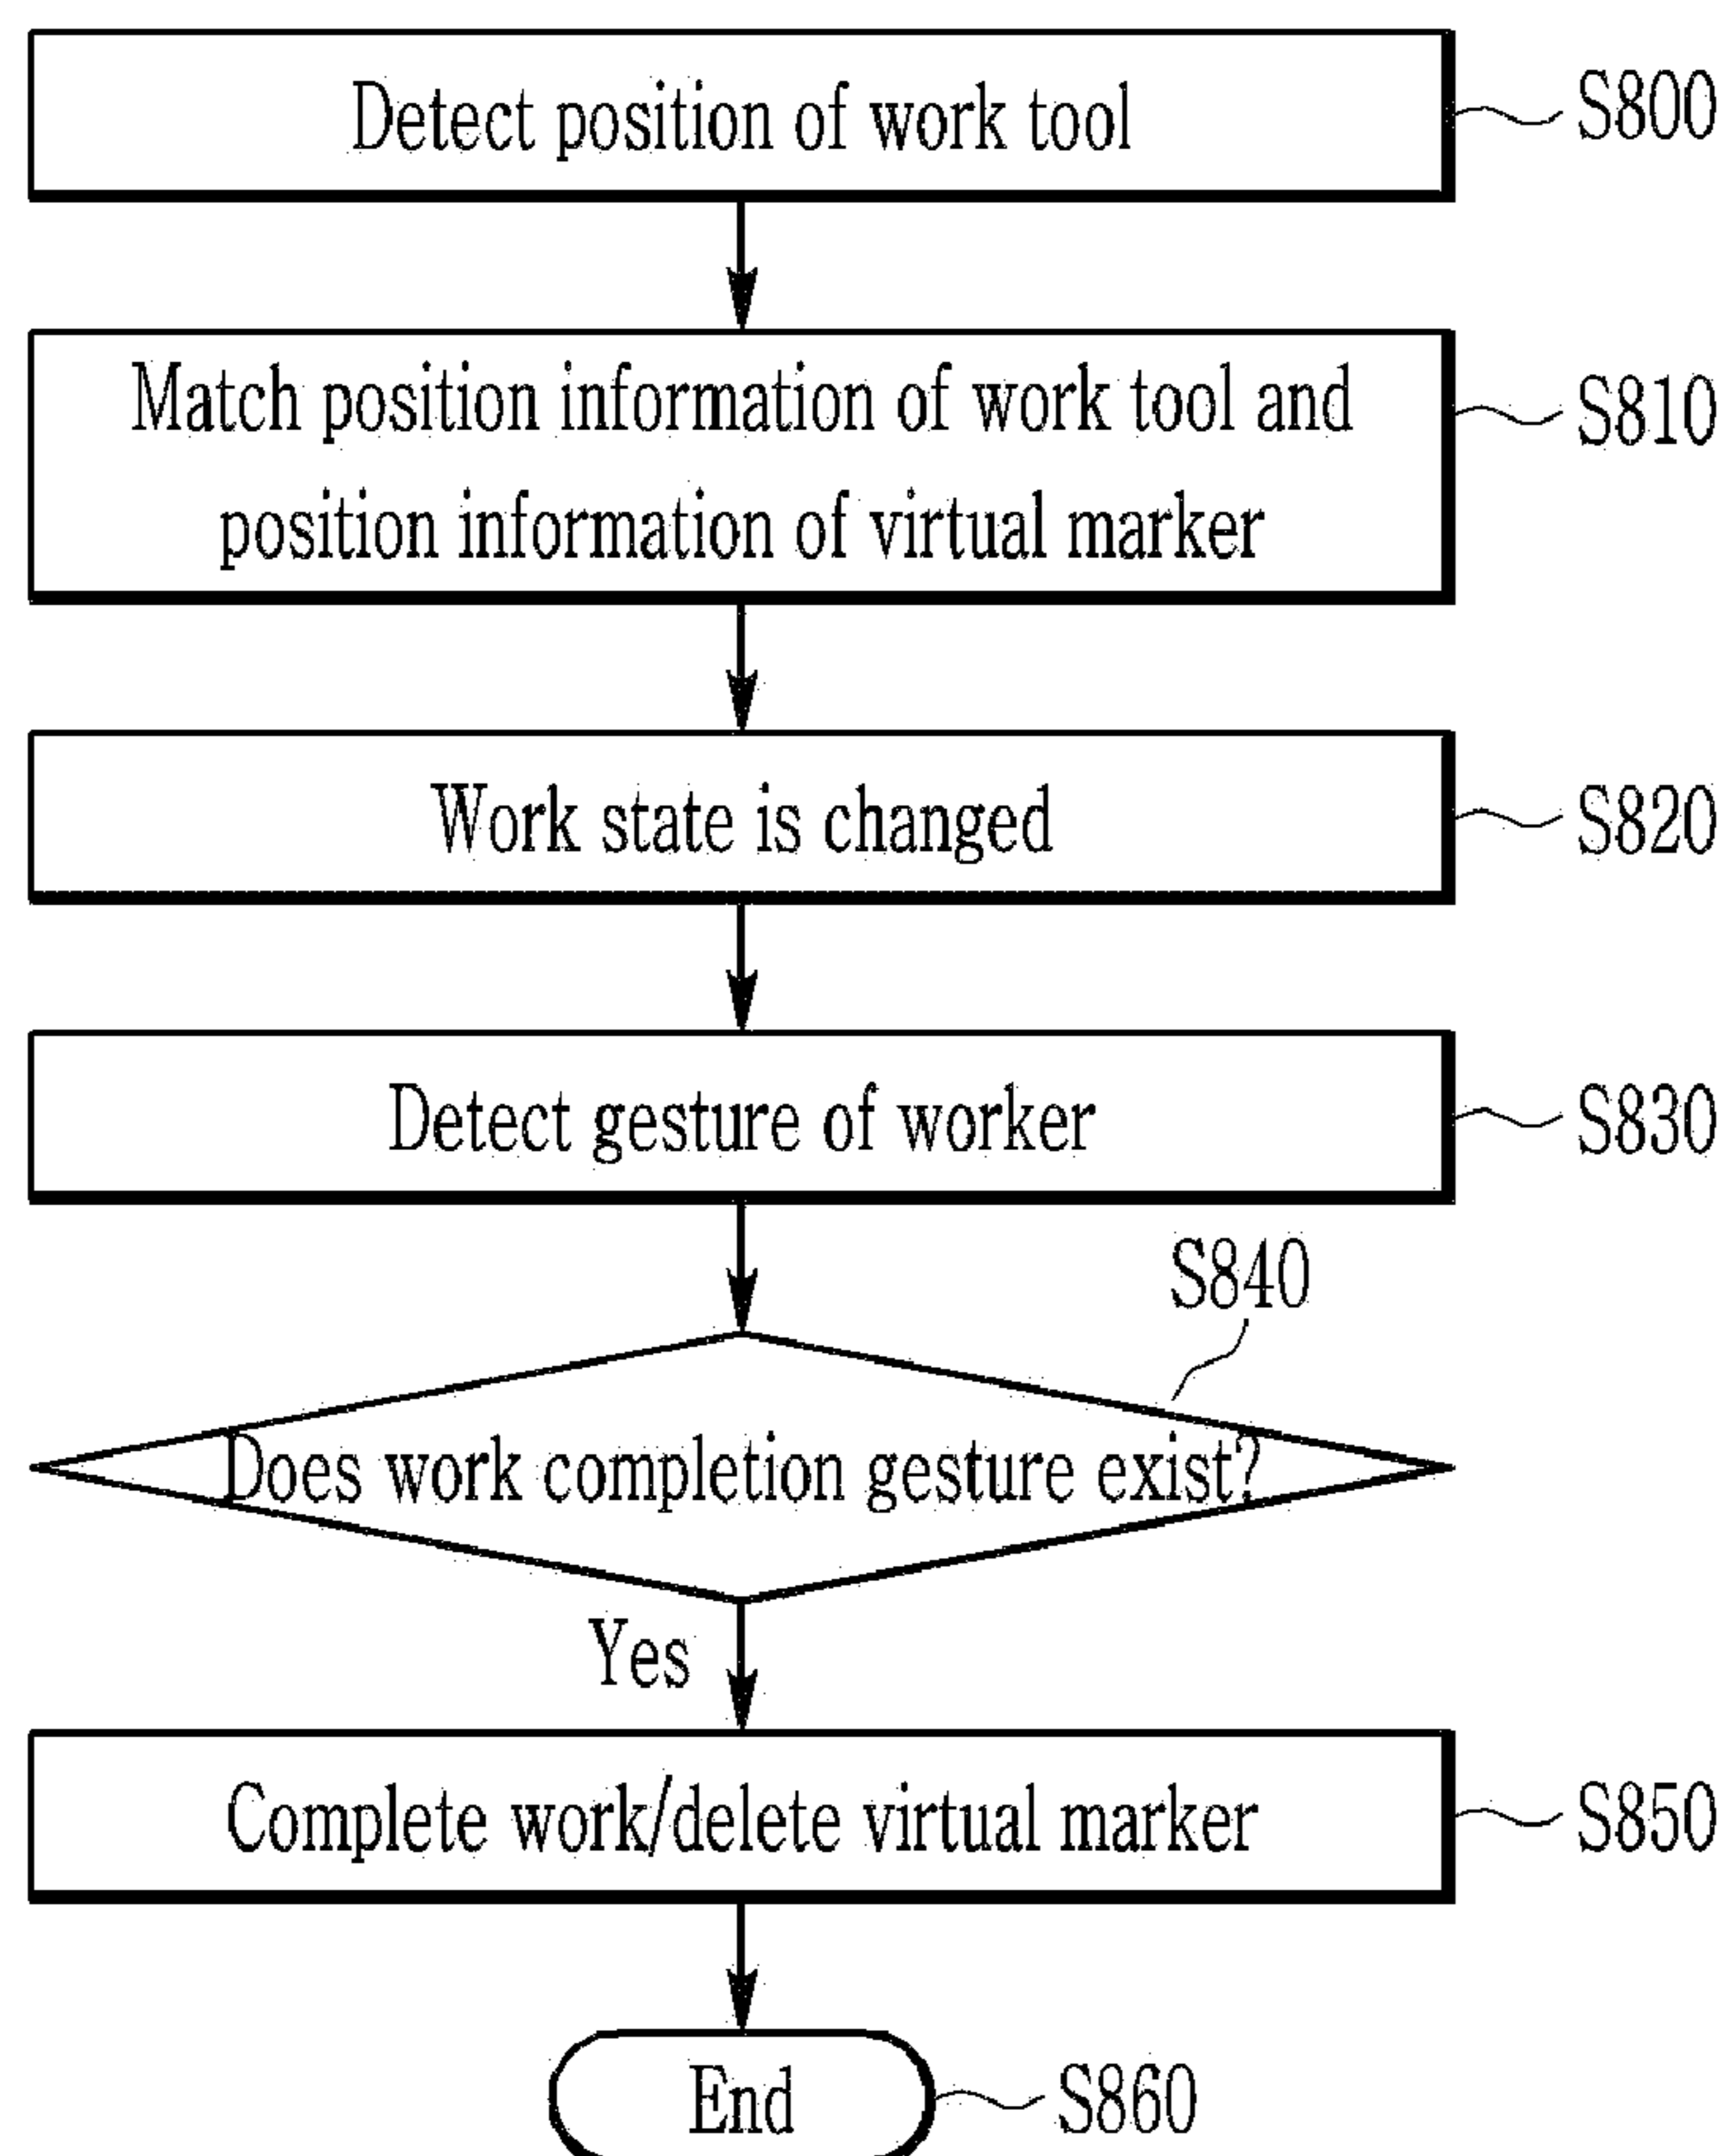 Detect position of work tool
S800
Match position information of work tool and
position information of virtual marker
S810
Work state is changed
S820
Detect gesture of worker
S830
S840
Does work completion gesture exist?
Yes
Complete work/delete virtual marker
S850
End
S860